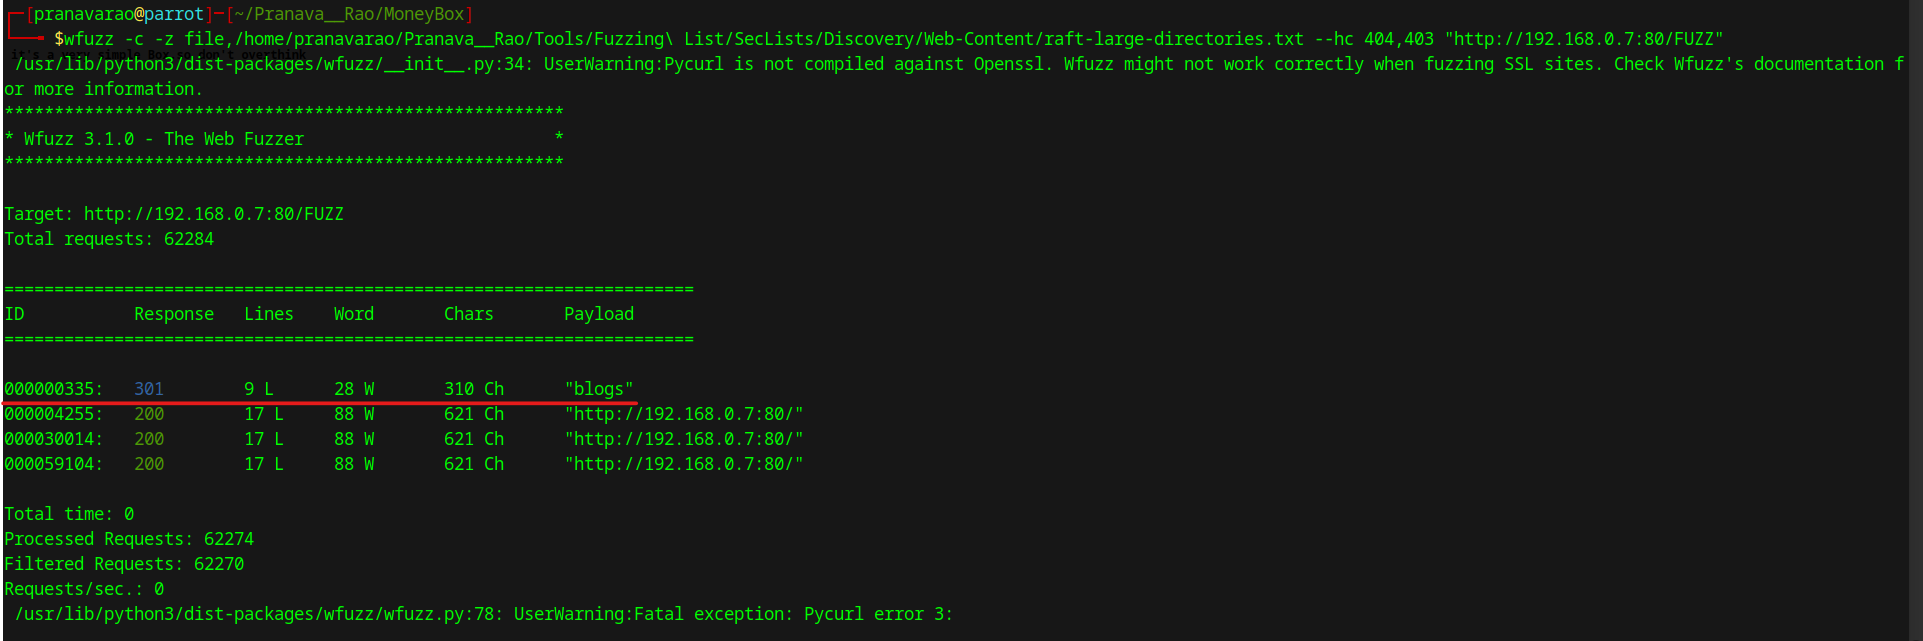 ┌─[pranavarao@parrot]─[~/Pranava__Rao/MoneyBox]
└──╼ $wfuzz -c -z file,/home/pranavarao/Pranava__Rao/Tools/Fuzzing\ List/SecLists/Discovery/Web-Content/raft-large-directories.txt --hc 404,403 "http://192.168.0.7:80/FUZZ"
it's a very simple Box so don't overthink
/usr/lib/python3/dist-packages/wfuzz/__init__.py:34: UserWarning:Pycurl is not compiled against Openssl. Wfuzz might not work correctly when fuzzing SSL sites. Check Wfuzz's documentation f
or more information.
********************************************************
* Wfuzz 3.1.0 - The Web Fuzzer                         *
********************************************************
Target: http://192.168.0.7:80/FUZZ
Total requests: 62284
=====================================================================
ID           Response   Lines    Word       Chars       Payload
=====================================================================
000000335:   301        9 L      28 W       310 Ch      "blogs"
000004255:   200        17 L     88 W       621 Ch      "http://192.168.0.7:80/"
000030014:   200        17 L     88 W       621 Ch      "http://192.168.0.7:80/"
000059104:   200        17 L     88 W       621 Ch      "http://192.168.0.7:80/"
Total time: 0
Processed Requests: 62274
Filtered Requests: 62270
Requests/sec.: 0
/usr/lib/python3/dist-packages/wfuzz/wfuzz.py:78: UserWarning:Fatal exception: Pycurl error 3: